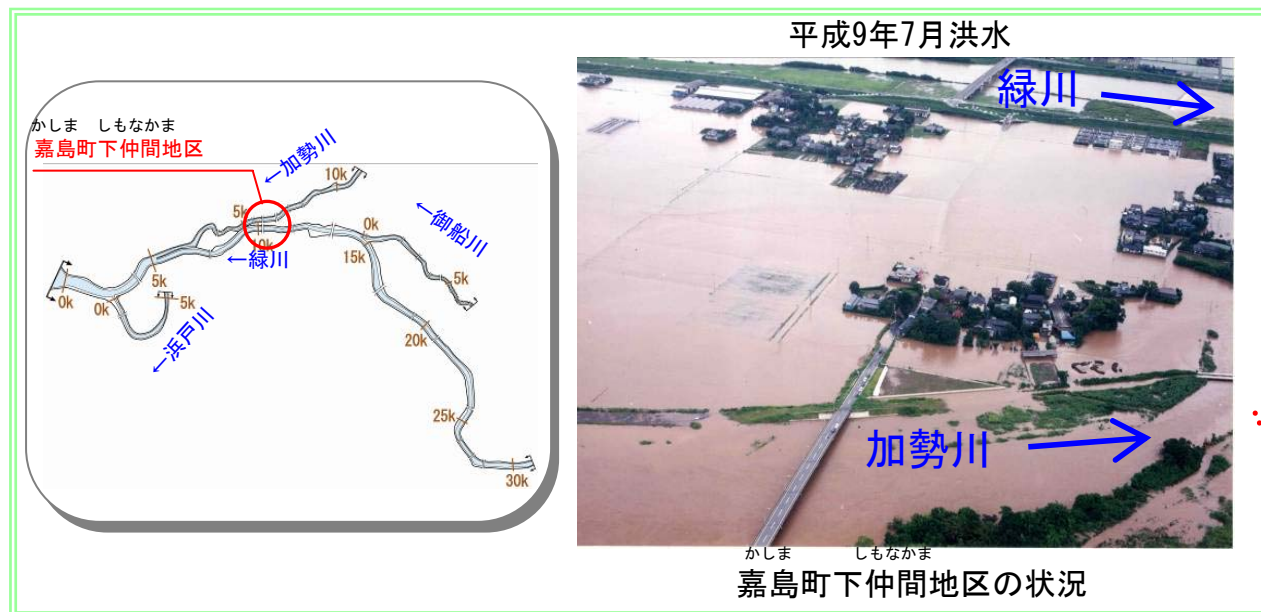 平成9年7月洪水
かしま しもなかま
嘉島町下仲間地区
←加勢川
10k
←御船川
5k
0k
10k
15k
←緑川
5k
5k
0k
0k
5k
←浜戸川
20k
25k
30k
緑川
加勢川
かしま しもなかま
嘉島町下仲間地区の状況